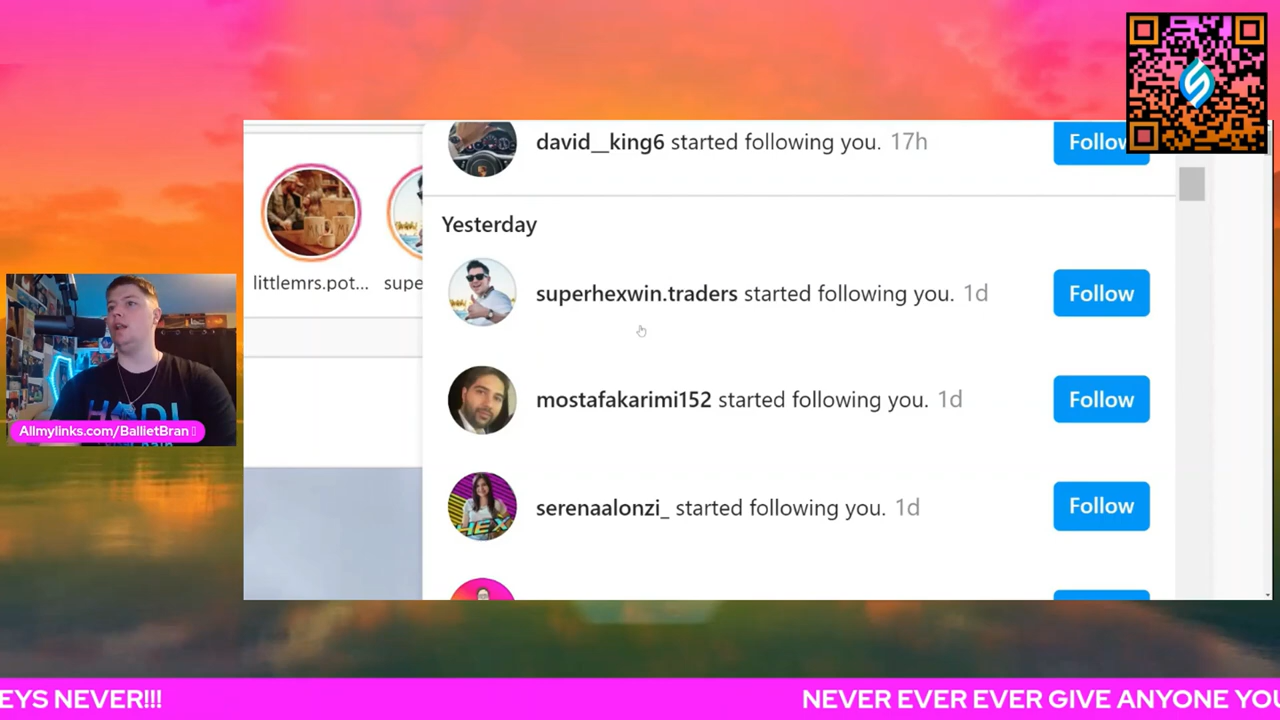 david__king6 started following you. 17h
Follow
Yesterday
littlemrs.pot...
supe
superhexwin.traders started following you. 1d
Follow
mostafakarimi152 started following you. 1d
Follow
serenaalonzi_ started following you. 1d
Follow
HEX
Allmylinks.com/BallietBran
EYS NEVER!!!
NEVER EVER EVER GIVE ANYONE YOU